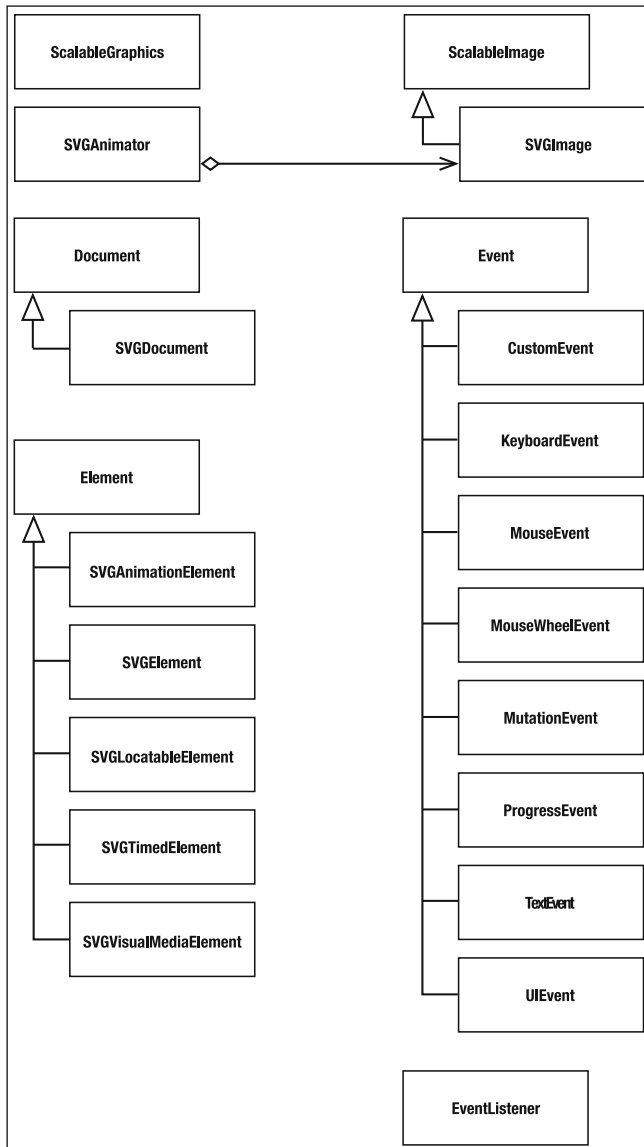 ScalableGraphics
ScalableImage
SVGAnimator
SVGImage
Document
Event
SVGDocument
CustomEvent
KeyboardEvent
Element
MouseEvent
SVGAnimationElement
MouseWheelEvent
SVGElement
MutationEvent
SVGLocatableElement
ProgressEvent
SVGTimedElement
TextEvent
SVGVisualMediaElement
UIEvent
EventListener